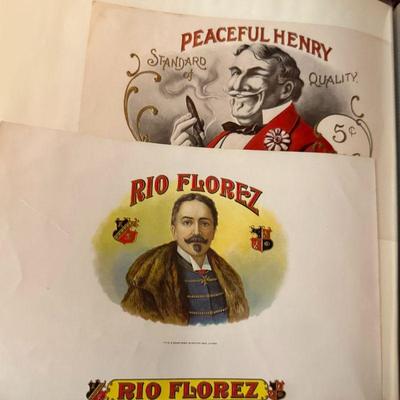 PEACEFUL HENRY
STANDARD of QUALITY.
5¢
RIO FLOREZ
RIO FLOREZ